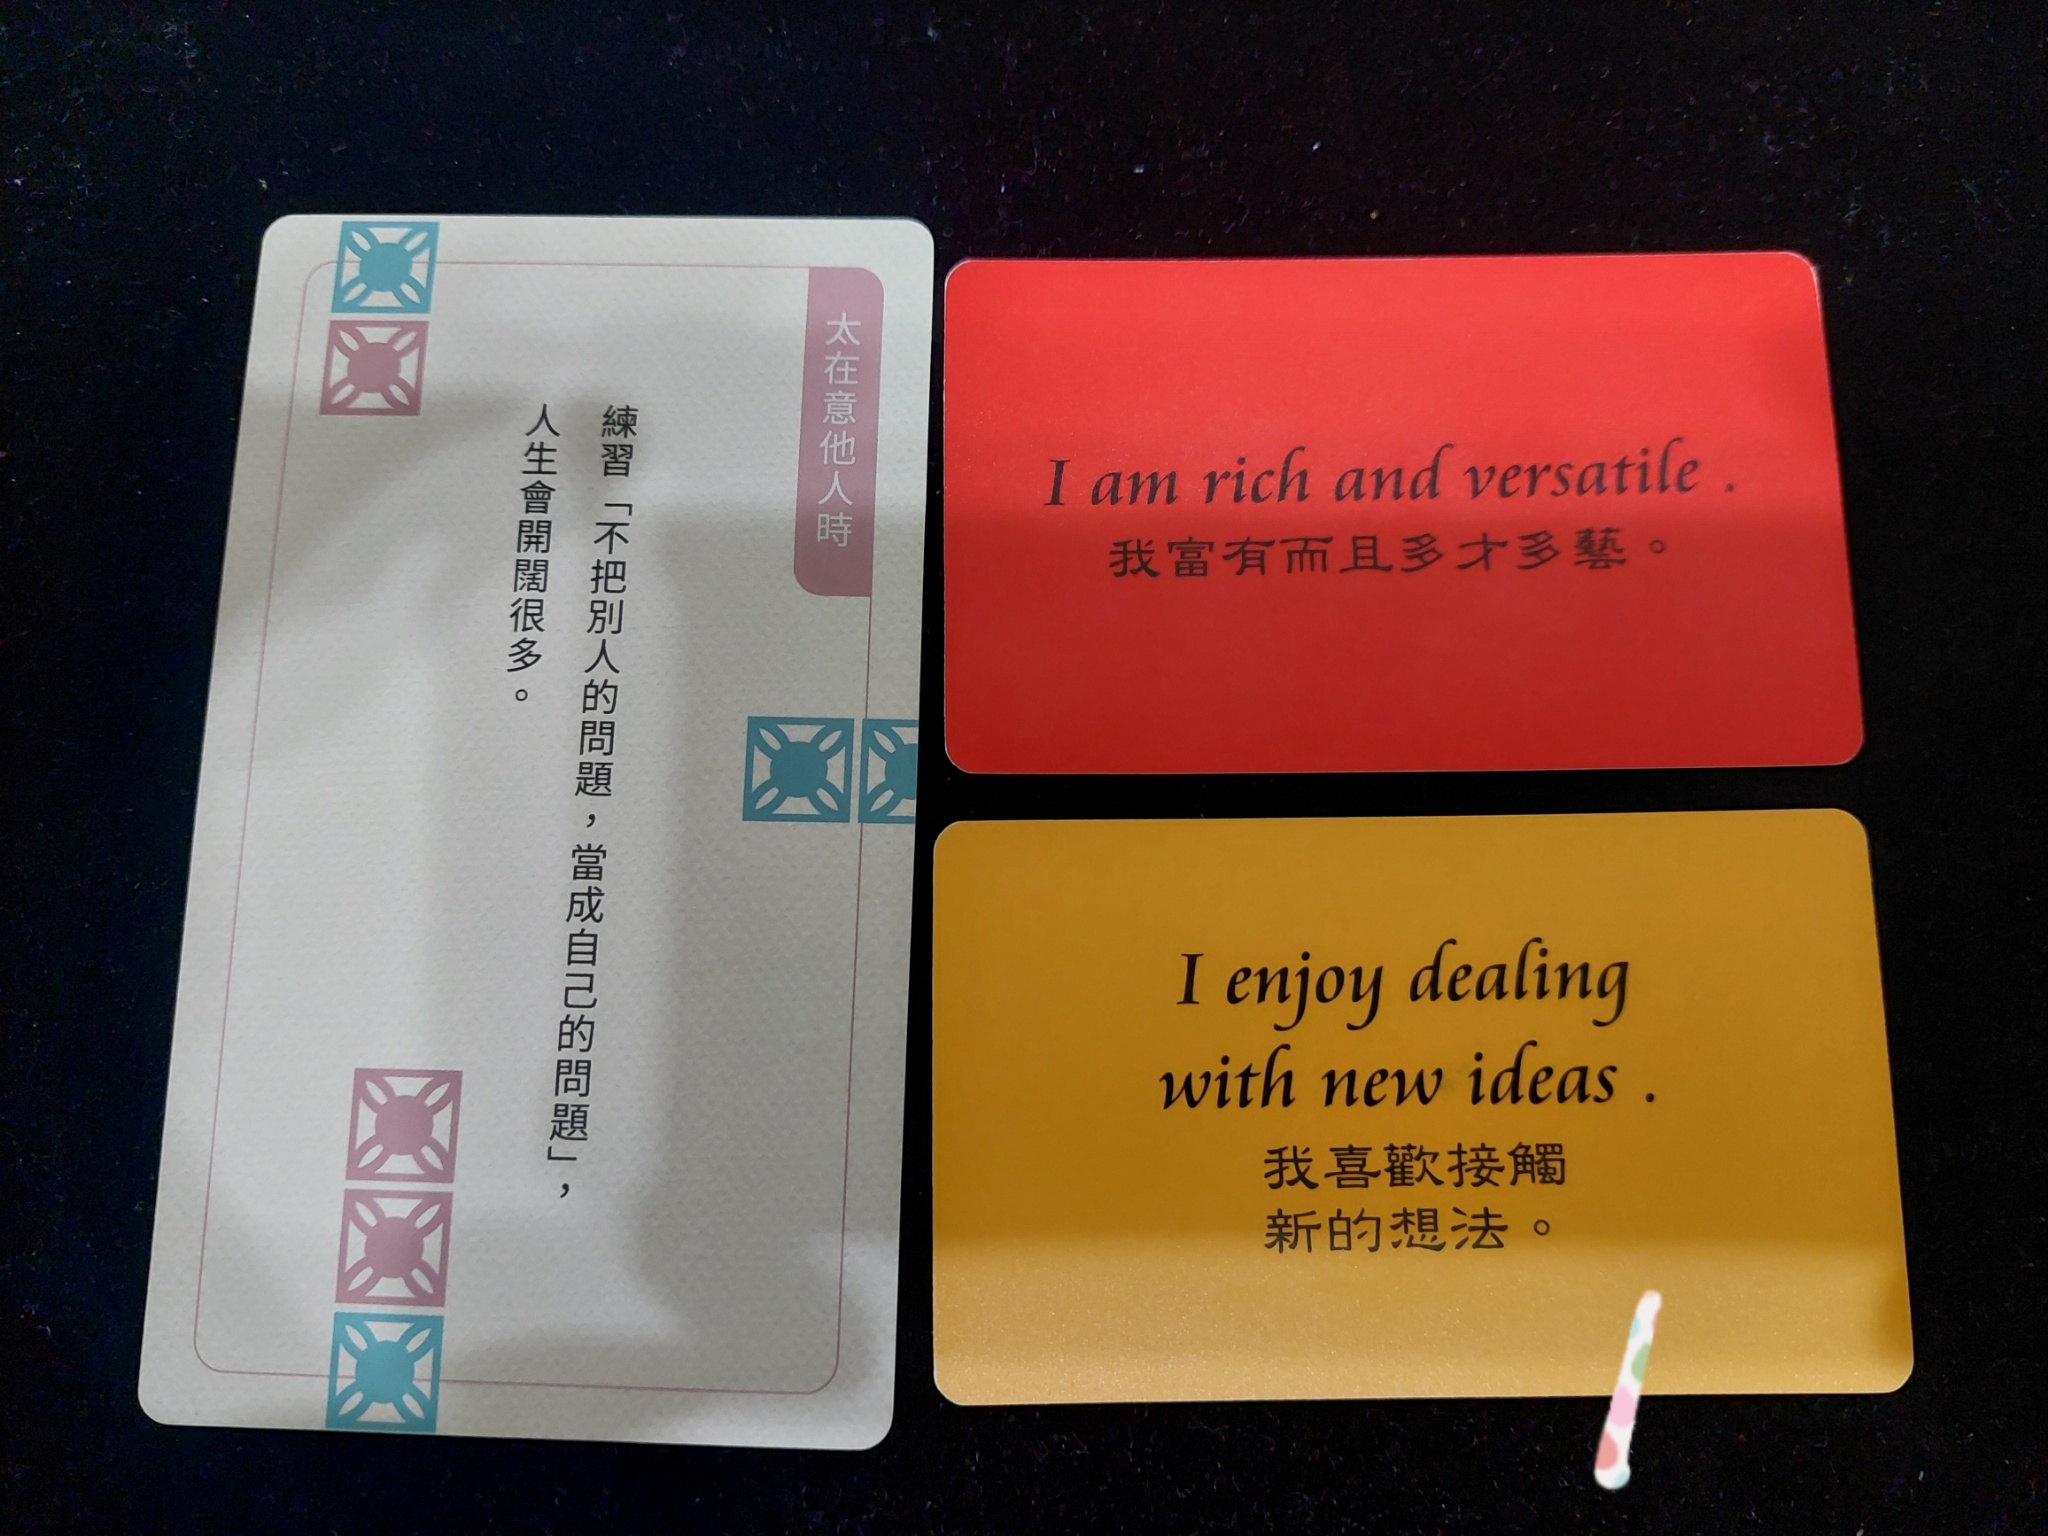 太在意他人時
練習「不把別人的問題，當成自己的問題」，
人生會開闊很多。
I am rich and versatile .
我富有而且多才多藝。
I enjoy dealing
with new ideas .
我喜歡接觸
新的想法。